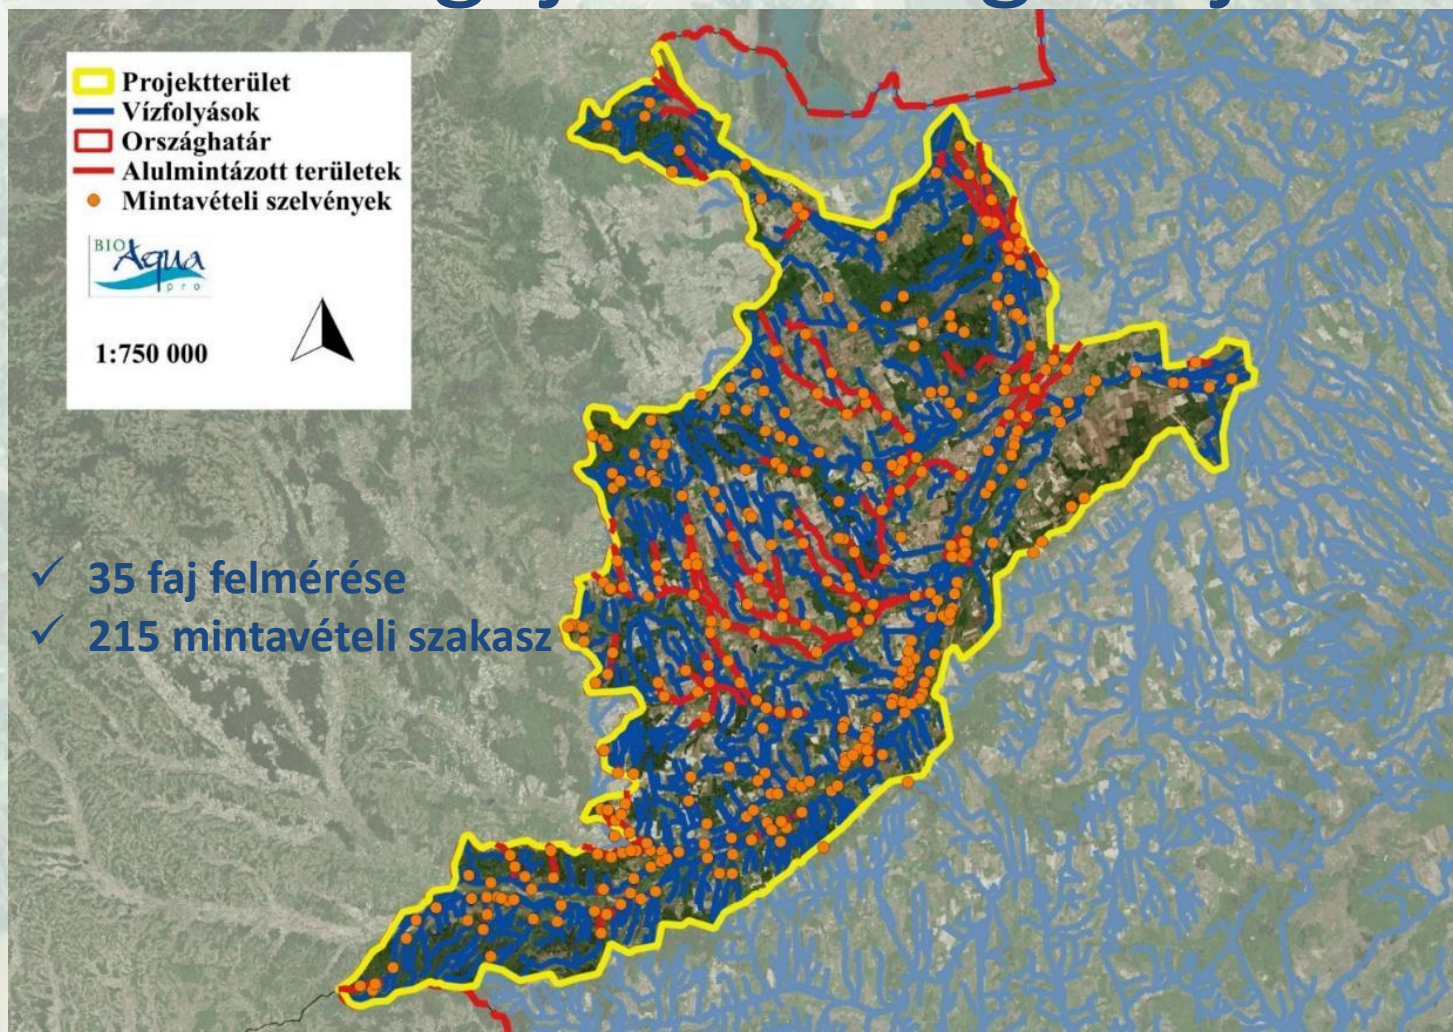 Projektterület
Vízfolyások
Országhatár
Alulmintázott területek
Mintavételi szelvények
BIO
Aqua
pro
1:750 000
✓ 35 faj felmérése
✓ 215 mintavételi szakasz